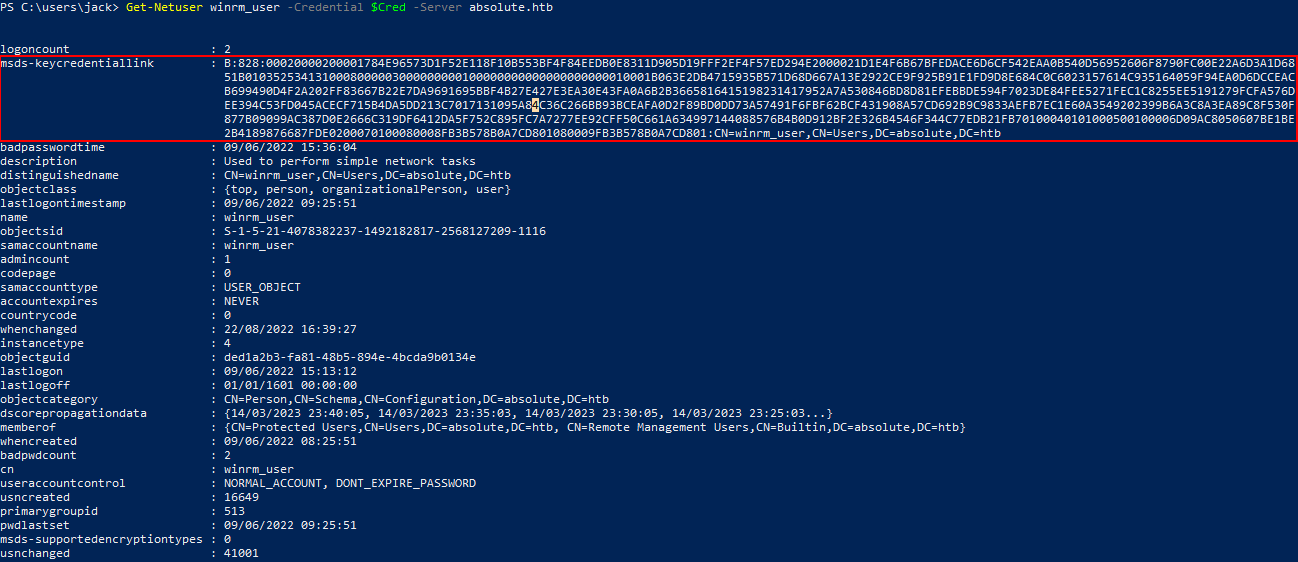 PS C:\users\jack> Get-Netuser winrm_user -Credential $Cred -Server absolute.htb
logoncount : 2
msds-keycredentiallink : B:828:00020000200001784E96573D1F52E118F10B553BF4F84EEDB0E8311D905D19FFF2EF4F57ED294E2000021D1E4F6B67BFEDACE6D6CF542EAA0B540D56952606F8790FC00E22A6D3A1D68
51B01035253413100080000030000000001000000000000000000000100001B063E2DB4715935B571D68D667A13E2922CE9F925B91E1FD9D8E684C0C6023157614C935164059F94EA0D6DCCEAC
B699490D4F2A202FF83667B22E7DA9691695BBF4B27E427E3EA30E43FA0A6B2B3665816415198231417952A7A530846BD8D81EFEBBDE594F7023DE84FEE5271FEC1C8255EE5191279FCFA576D
EE394C53FD045ACECF715B4DA5DD213C7017131095A84C36C266BB93BCEAFA0D2F89BD0DD73A57491F6FBF62BCF431908A57CD692B9C9833AEFB7EC1E60A3549202399B6A3C8A3EA89C8F530F
877B09099AC387D0E2666C319DF6412DA5F752C895FC7A7277EE92CFF50C661A634997144088576B4B0D912BF2E326B4546F344C77EDB21FB70100040101000500100006D09AC8050607BE1BE
2B4189876687FDE0200070100080008FB3B578B0A7CD801080009FB3B578B0A7CD801:CN=winrm_user,CN=Users,DC=absolute,DC=htb
badpasswordtime : 09/06/2022 15:36:04
description : Used to perform simple network tasks
distinguishedname : CN=winrm_user,CN=Users,DC=absolute,DC=htb
objectclass : {top, person, organizationalPerson, user}
lastlogontimestamp : 09/06/2022 09:25:51
name : winrm_user
objectsid : S-1-5-21-4078382237-1492182817-2568127209-1116
samaccountname : winrm_user
admincount : 1
codepage : 0
samaccounttype : USER_OBJECT
accountexpires : NEVER
countrycode : 0
whenchanged : 22/08/2022 16:39:27
instancetype : 4
objectguid : ded1a2b3-fa81-48b5-894e-4bcda9b0134e
lastlogon : 09/06/2022 15:13:12
lastlogoff : 01/01/1601 00:00:00
objectcategory : CN=Person,CN=Schema,CN=Configuration,DC=absolute,DC=htb
dscorepropagationdata : {14/03/2023 23:40:05, 14/03/2023 23:35:03, 14/03/2023 23:30:05, 14/03/2023 23:25:03...}
memberof : {CN=Protected Users,CN=Users,DC=absolute,DC=htb, CN=Remote Management Users,CN=Builtin,DC=absolute,DC=htb}
whencreated : 09/06/2022 08:25:51
badpwdcount : 2
cn : winrm_user
useraccountcontrol : NORMAL_ACCOUNT, DONT_EXPIRE_PASSWORD
usncreated : 16649
primarygroupid : 513
pwdlastset : 09/06/2022 09:25:51
msds-supportedencryptiontypes : 0
usnchanged : 41001